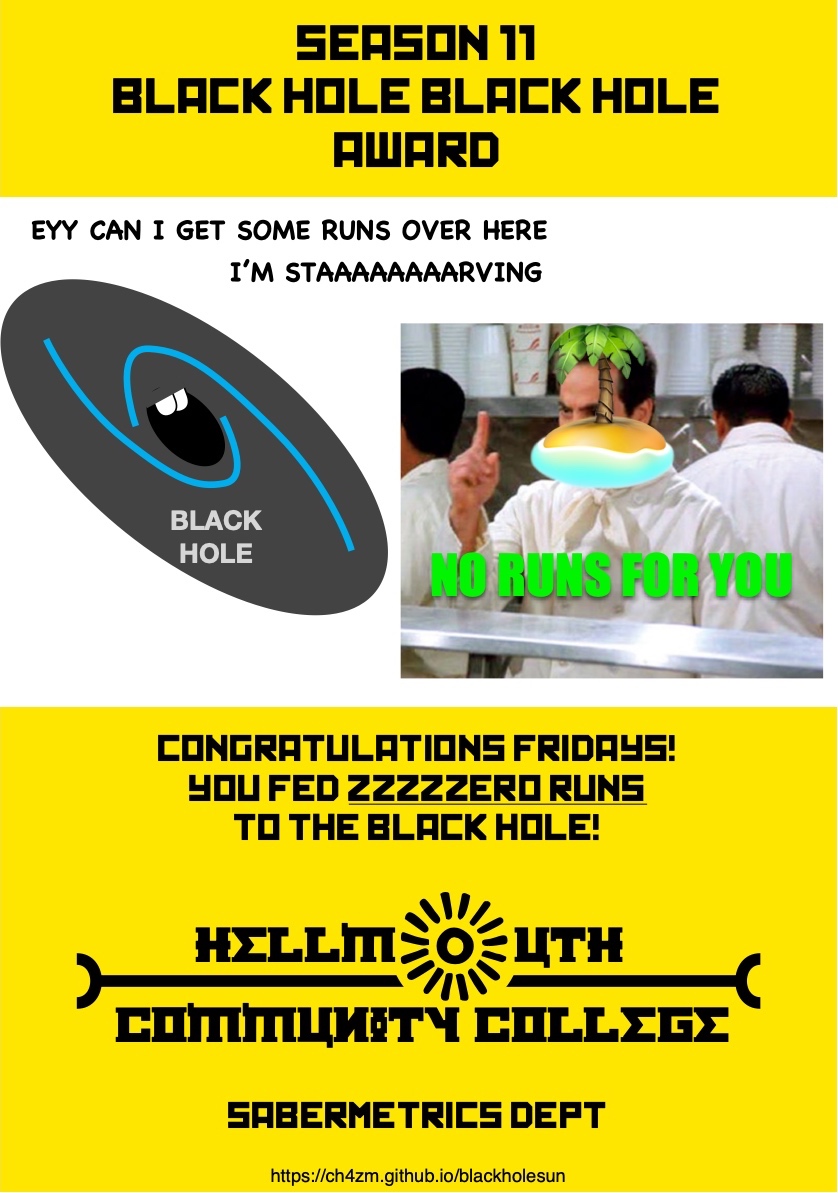 SEASON 11
BLACK HOLE BLACK HOLE
AWARD
EYY CAN I GET SOME RUNS OVER HERE
I'M STAAAAAAAARVING
BLACK
HOLE
NO RUNS FOR YOU
CONGRATULATIONS FRIDAYS!
YOU FED ZZZZZERO RUNS
TO THE BLACK HOLE!
HELLMOUTH
COMMUNITY COLLEGE
SABERMETRICS DEPT
https://ch4zm.github.io/blackholesun